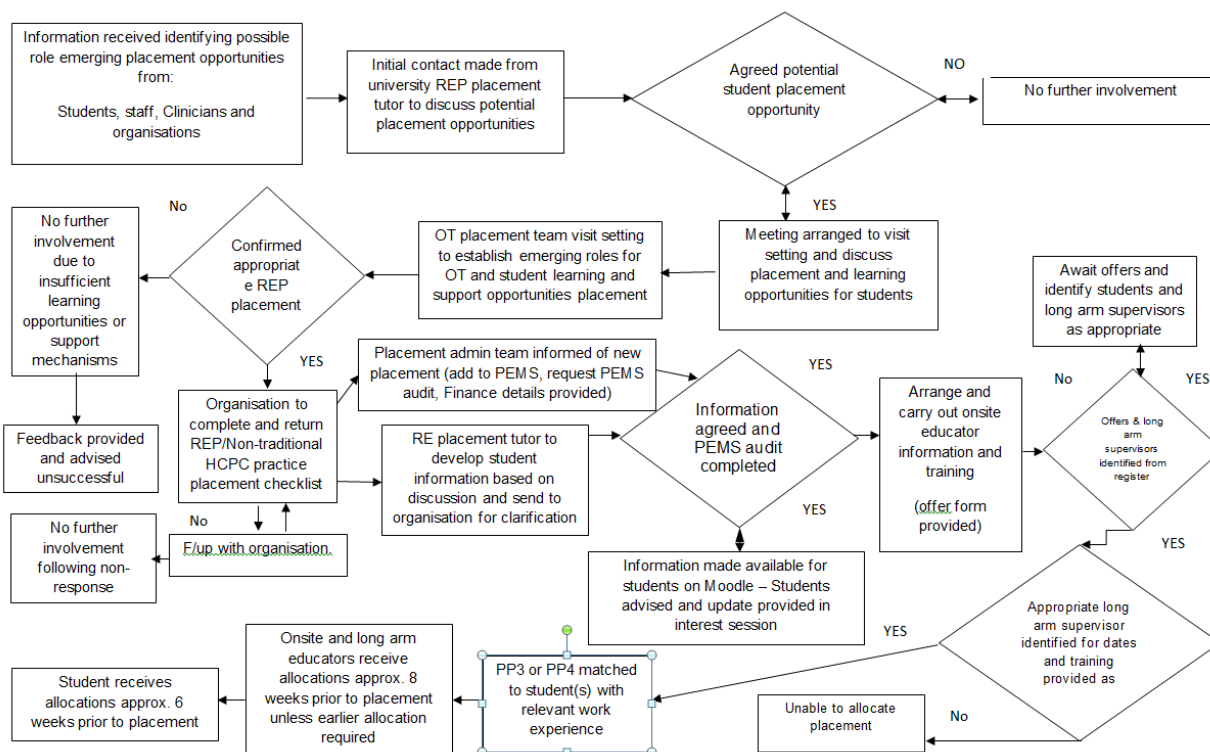 Information received identifying possible
role emerging placement opportunities
from:
Students, staff, Clinicians and
organisations
Initial contact made from
university REP placement
tutor to discuss potential
placement opportunities
Agreed potential
student placement
opportunity
NO
No further involvement
YES
Meeting arranged to visit
setting and discuss
placement and learning
opportunities for students
OT placement team visit setting
to establish emerging roles for
OT and student learning and
support opportunities placement
Confirmed
appropriat
e REP
placement
No
No further
involvement
due to
insufficient
learning
opportunities or
support
mechanisms
Feedback provided
and advised
unsuccessful
YES
Organisation to
complete and return
REP/Non-traditional
HCPC practice
placement checklist
No
F/up with organisation.
No further
involvement
following non-
response
Placement admin team informed of new
placement (add to PEMS, request PEMS
audit, Finance details provided)
RE placement tutor to
develop student
information based on
discussion and send to
organisation for clarification
Information
agreed and
PEMS audit
completed
YES
YES
Information made available for
students on Moodle – Students
advised and update provided in
interest session
Arrange and
carry out onsite
educator
information and
training
(offer form
provided)
Await offers and
identify students and
long arm supervisors
as appropriate
No
YES
Offers & long
arm
supervisors
identified from
register
YES
Appropriate long
arm supervisor
identified for dates
and training
provided as
YES
No
Unable to allocate
placement
PP3 or PP4 matched
to student(s) with
relevant work
experience
Onsite and long arm
educators receive
allocations approx. 8
weeks prior to placement
unless earlier allocation
required
Student receives
allocations approx. 6
weeks prior to placement